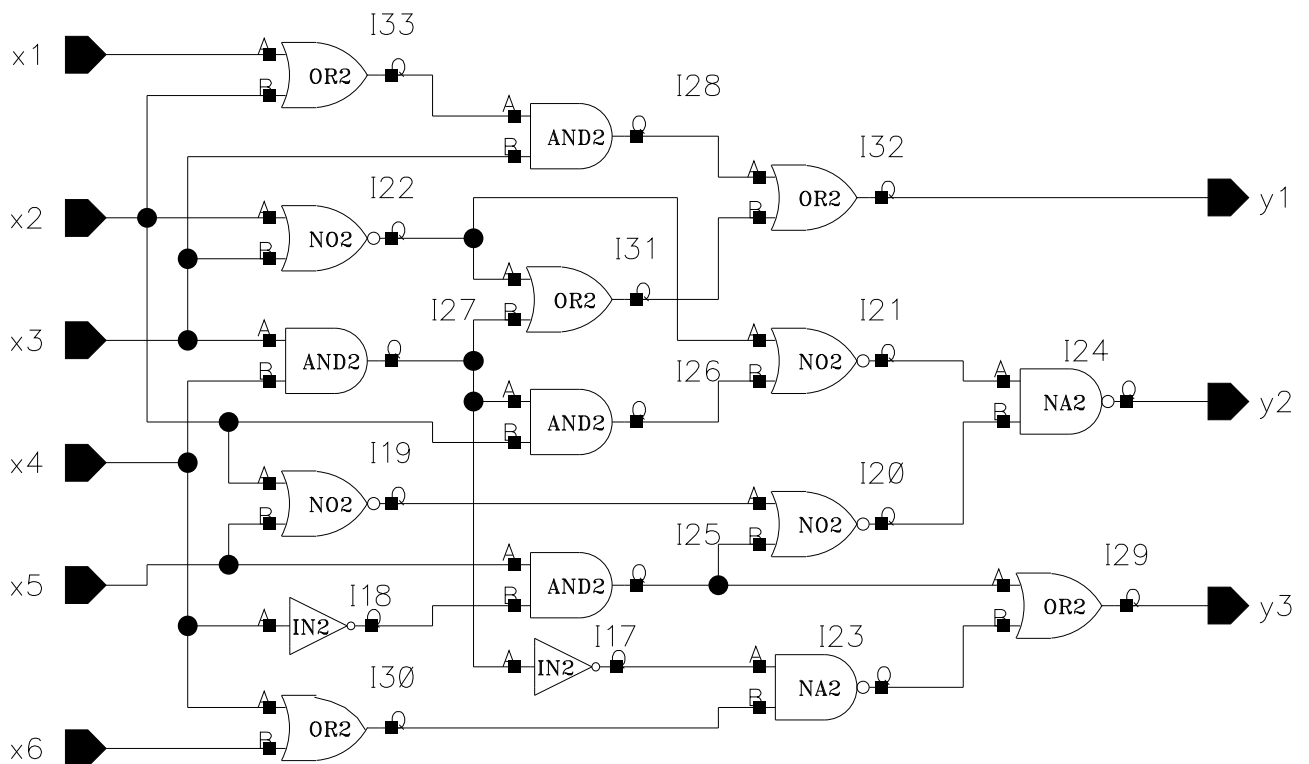 I33
x1
A
Q
OR2
B
I28
A
Q
AND2
B
I32
A
Q
OR2
B
y1
I22
x2
A
NO2
Q
B
I31
A
Q
OR2
B
I27
x3
A
Q
AND2
B
I21
A
Q
NO2
B
I24
A
Q
NA2
B
y2
I26
A
Q
AND2
B
x4
I19
A
Q
NO2
B
I20
A
Q
NO2
B
I25
A
Q
AND2
B
x5
I29
A
Q
OR2
B
y3
I18
A
Q
IN2
I17
A
Q
IN2
I23
A
Q
NA2
B
I30
A
Q
OR2
B
x6